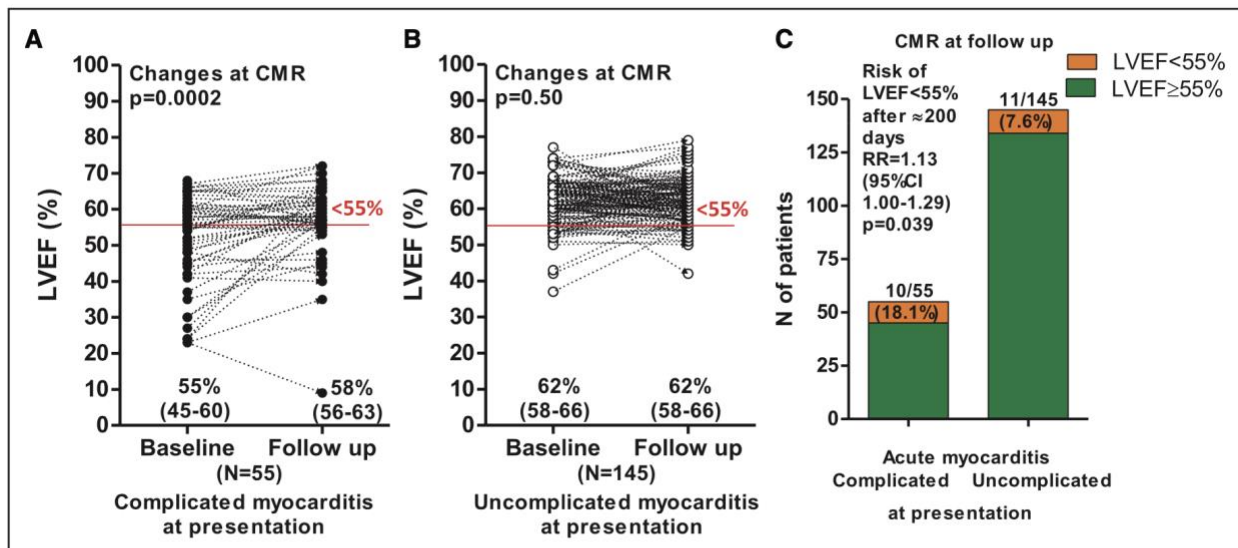 A
Changes at CMR
p=0.0002
LVEF (%)
100
90
80
70
60
50
40
30
20
10
0
<55%
55%
(45-60)
58%
(56-63)
Baseline
Follow up
(N=55)
Complicated myocarditis
at presentation
B
Changes at CMR
p=0.50
LVEF (%)
100
90
80
70
60
50
40
30
20
10
0
<55%
62%
(58-66)
62%
(58-66)
Baseline
Follow up
(N=145)
Uncomplicated myocarditis
at presentation
C
CMR at follow up
LVEF<55%
LVEF≥55%
Risk of
LVEF<55%
after ≈200
days
RR=1.13
(95%CI
1.00-1.29)
p=0.039
N of patients
150
125
100
75
50
25
0
10/55
(18.1%)
11/145
(7.6%)
Acute myocarditis
Complicated
Uncomplicated
at presentation